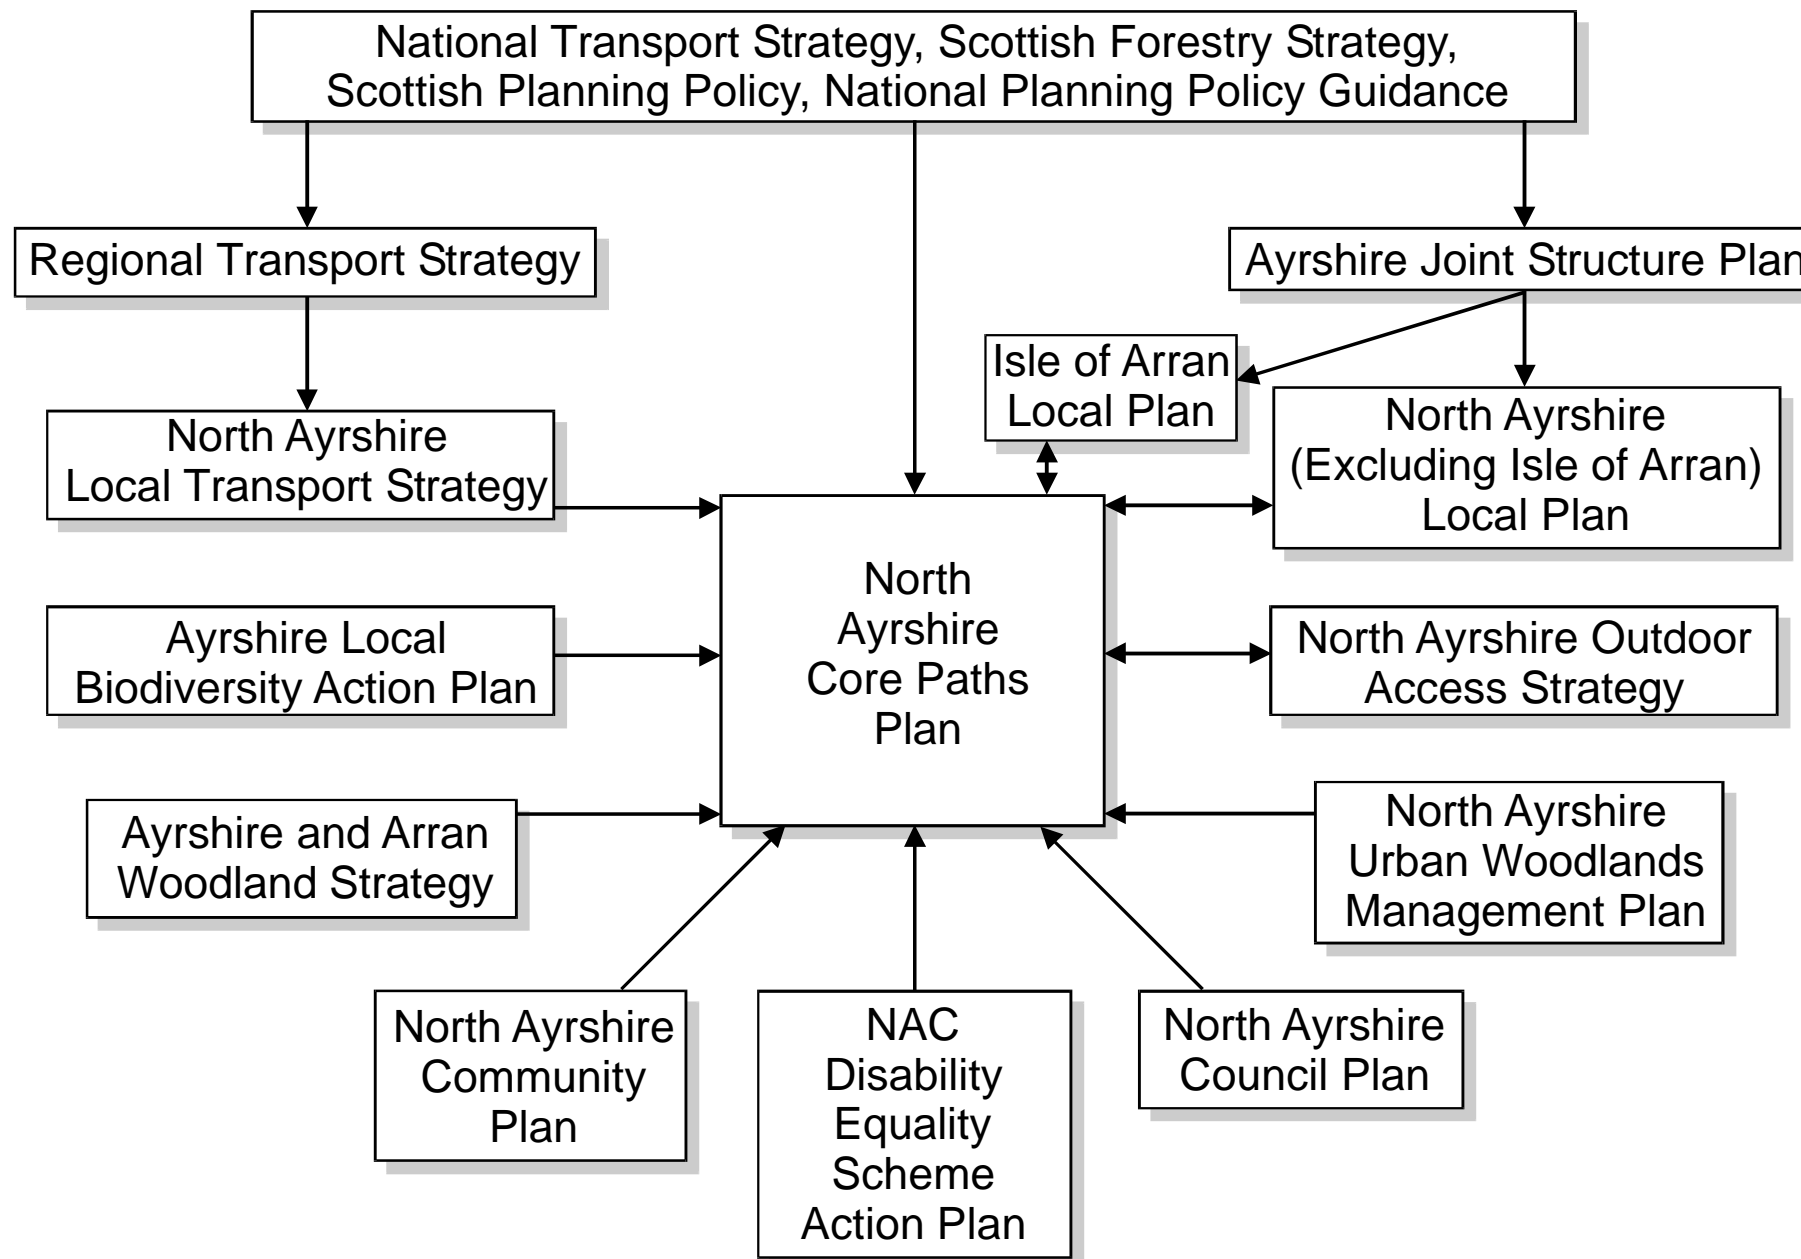 National Transport Strategy, Scottish Forestry Strategy,
Scottish Planning Policy, National Planning Policy Guidance
Regional Transport Strategy
Ayrshire Joint Structure Plan
Isle of Arran
Local Plan
North Ayrshire
Local Transport Strategy
North Ayrshire
(Excluding Isle of Arran)
Local Plan
North
Ayrshire
Core Paths
Plan
Ayrshire Local
Biodiversity Action Plan
North Ayrshire Outdoor
Access Strategy
Ayrshire and Arran
Woodland Strategy
North Ayrshire
Urban Woodlands
Management Plan
North Ayrshire
Community
Plan
NAC
Disability
Equality
Scheme
Action Plan
North Ayrshire
Council Plan